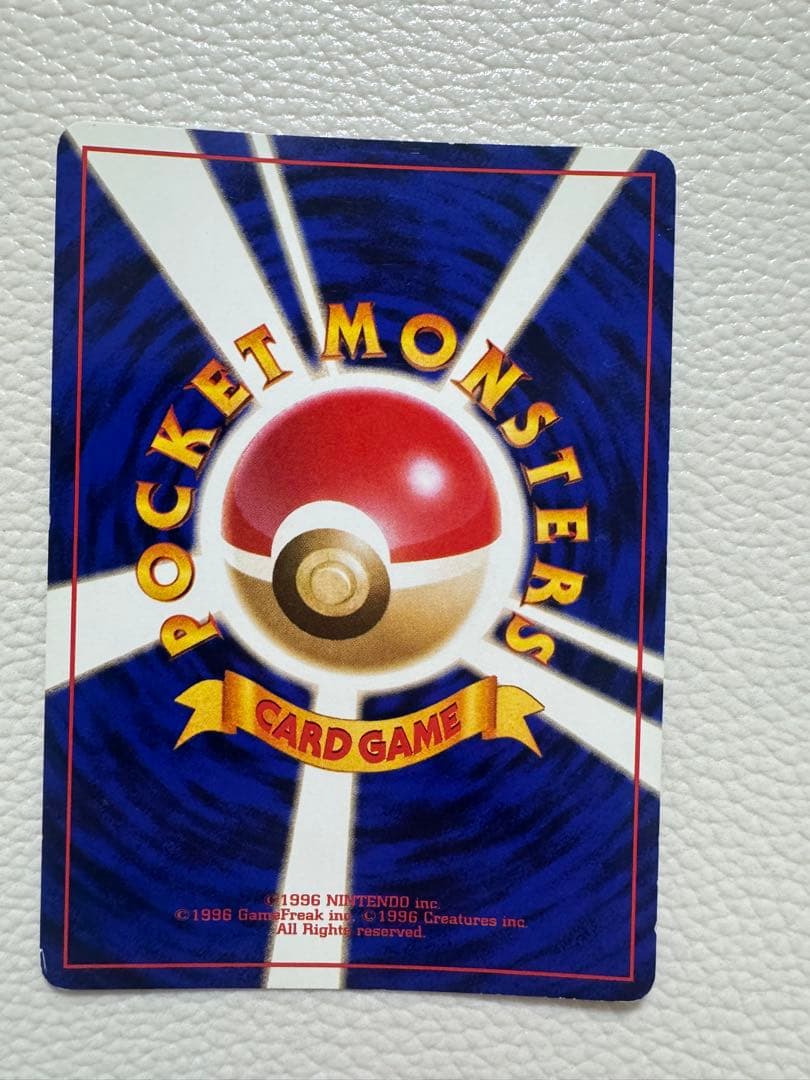 POCKET MONSTERS
CARD GAME
©1996 NINTENDO inc.
©1996 GameFreak inc. ©1996 Creatures inc.
All Rights reserved.